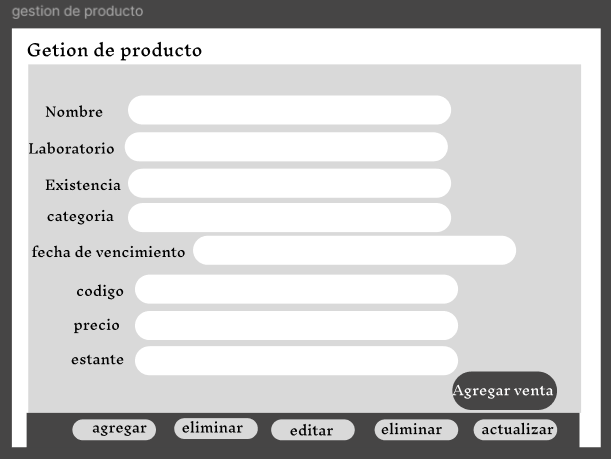 gestion de producto
Getion de producto
Nombre
Laboratorio
Existencia
categoria
fecha de vencimiento
codigo
precio
estante
Agregar venta
agregar eliminar editar eliminar actualizar